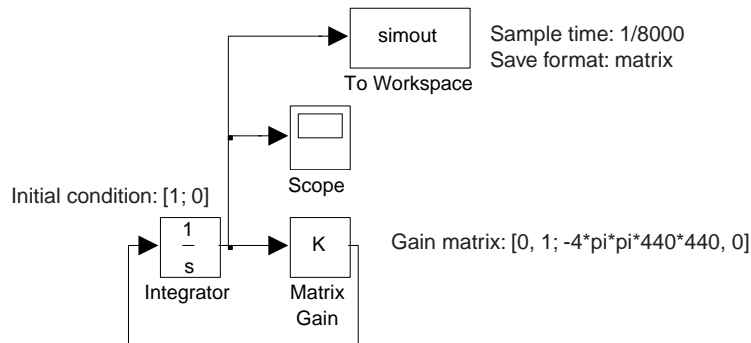 simout
Sample time: 1/8000
Save format: matrix
To Workspace
Scope
Initial condition: [1; 0]
1
s
K
Gain matrix: [0, 1; -4*pi*pi*440*440, 0]
Integrator
Matrix
Gain